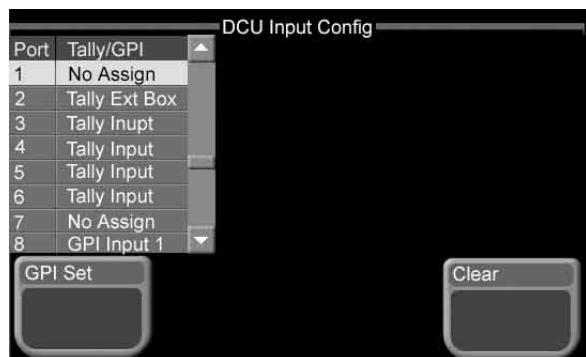 DCU Input Config
Port Tally/GPI
1 No Assign
2 Tally Ext Box
3 Tally Inupt
4 Tally Input
5 Tally Input
6 Tally Input
7 No Assign
8 GPI Input 1
GPI Set
Clear